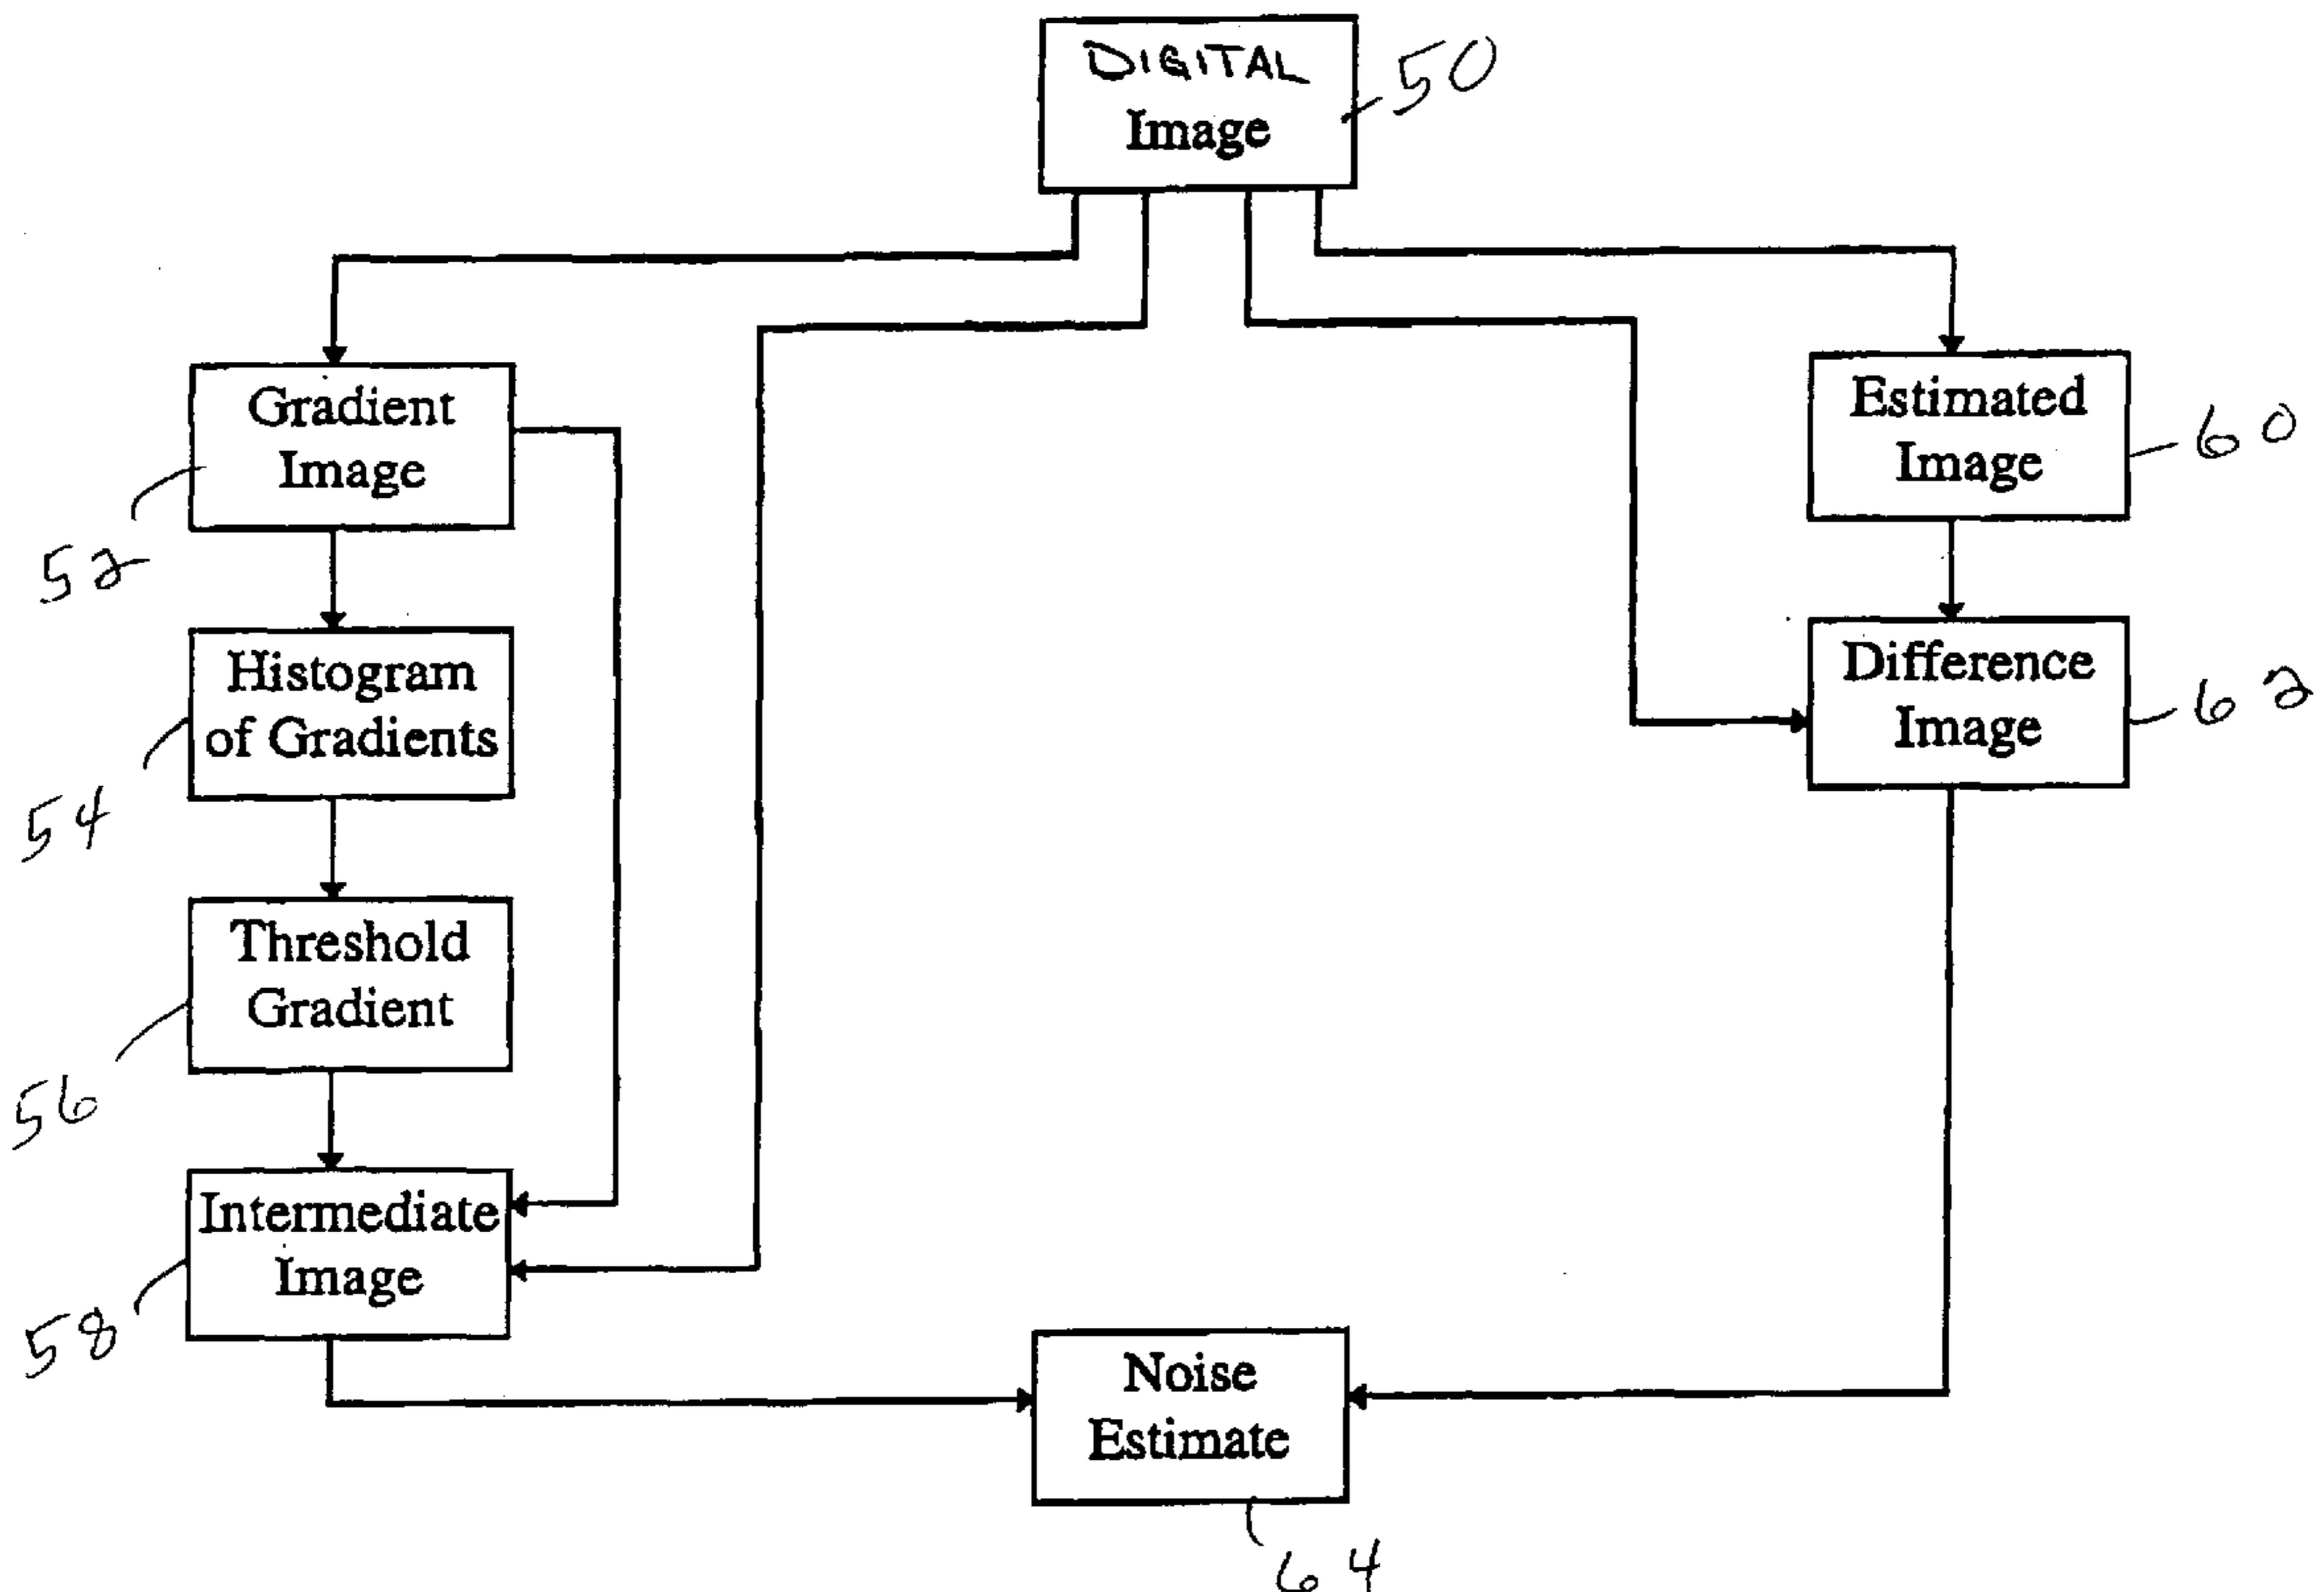 DIGITAL
Image
50
Gradient
Image
52
Estimated
Image
60
Histogram
of Gradients
54
Difference
Image
62
Threshold
Gradient
56
Intermediate
Image
58
Noise
Estimate
64